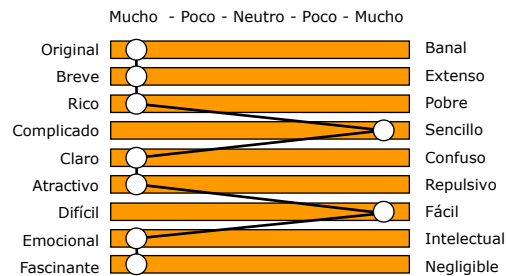 Mucho - Poco - Neutro - Poco - Mucho
Original Banal
Breve Extenso
Rico Pobre
Complicado Sencillo
Claro Confuso
Atractivo Repulsivo
Difícil Fácil
Emocional Intelectual
Fascinante Negligible